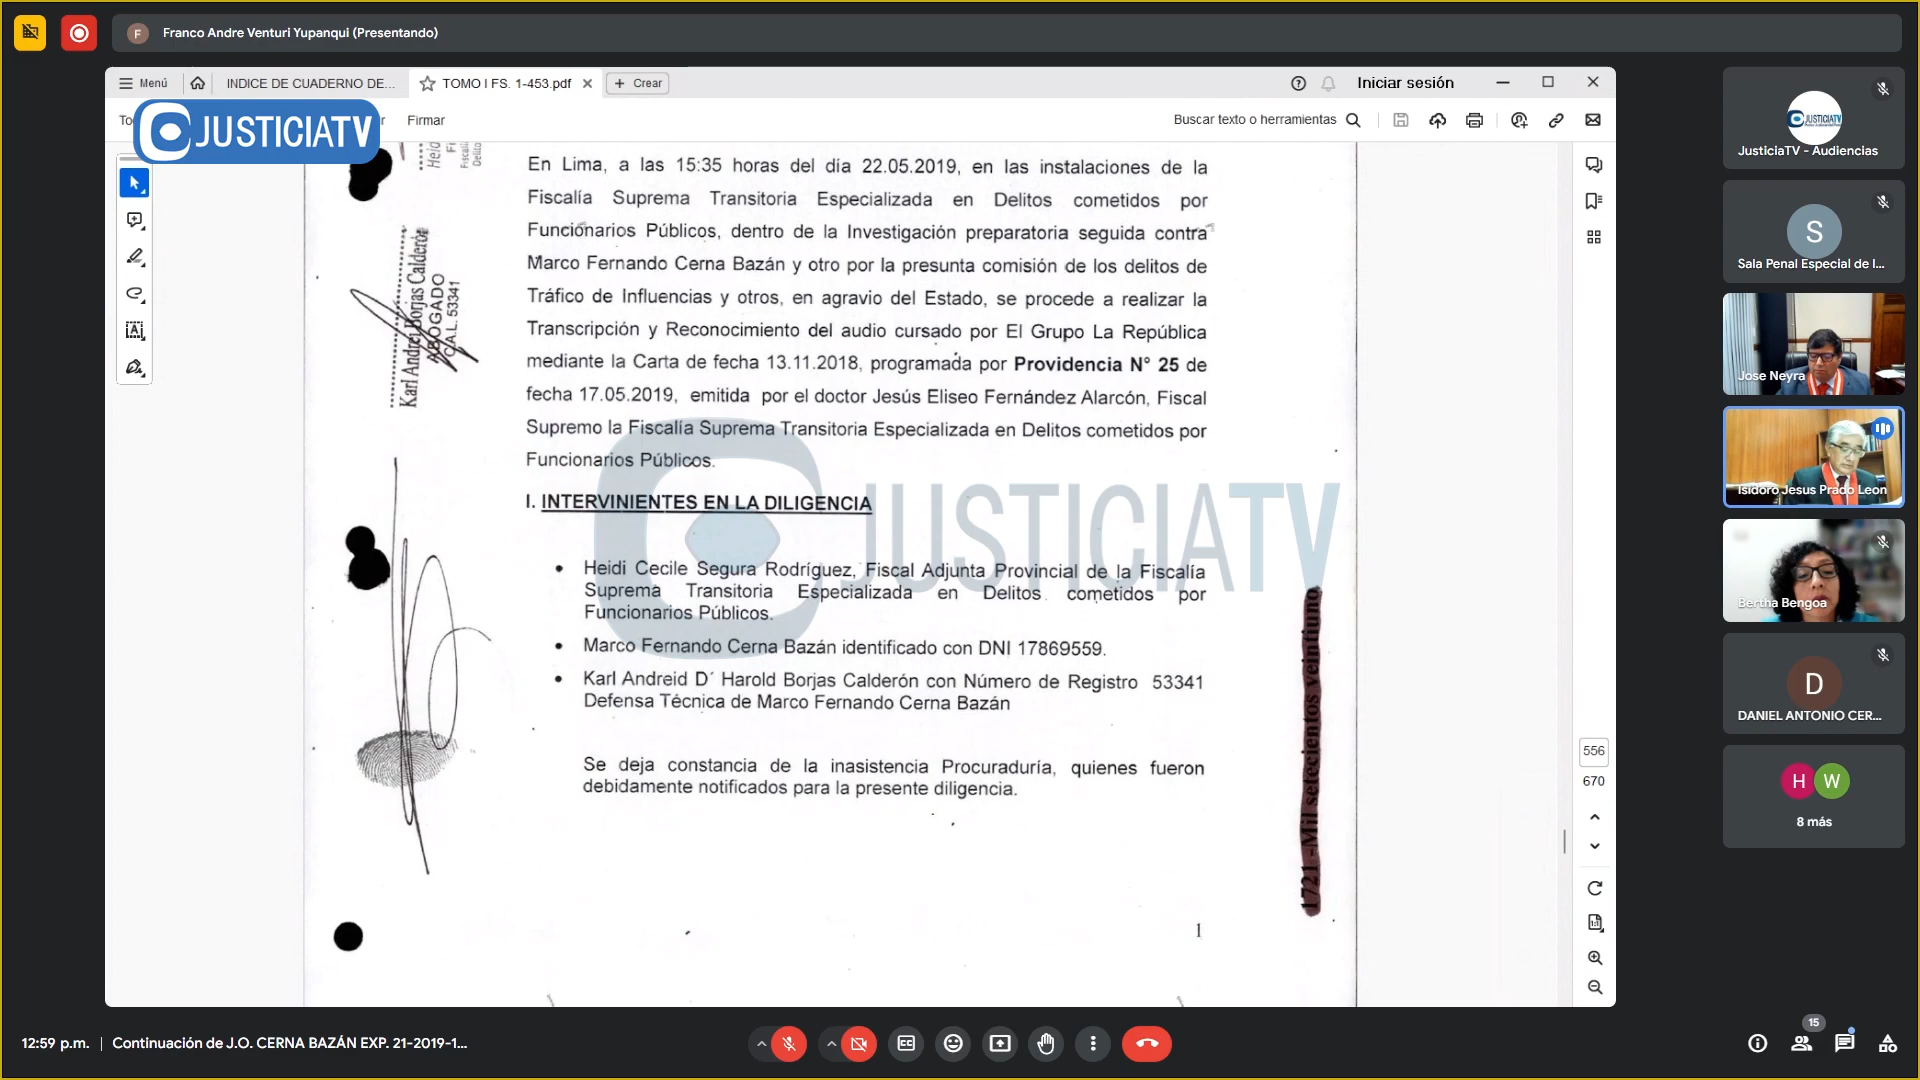 Franco Andre Venturi Yupanqui (Presentando)
F
Menú
INDICE DE CUADERNO DE...
TOMO I FS. 1-453.pdf
Crear
Iniciar sesión
JUSTICIATV
Firmar
Buscar texto o herramientas
En Lima, a las 15:35 horas del día 22.05.2019, en las instalaciones de la
Fiscalía Suprema Transitoria Especializada en Delitos cometidos por
Funcionarios Públicos, dentro de la Investigación preparatoria seguida contra
Marco Fernando Cerna Bazán y otro por la presunta comisión de los delitos de
Tráfico de Influencias y otros, en agravio del Estado, se procede a realizar la
Transcripción y Reconocimiento del audio cursado por El Grupo La República
mediante la Carta de fecha 13.11.2018, programada por Providencia N° 25 de
fecha 17.05.2019, emitida por el doctor Jesús Eliseo Fernández Alarcón, Fiscal
Supremo la Fiscalía Suprema Transitoria Especializada en Delitos cometidos por
Funcionarios Públicos.
I. INTERVINIENTES EN LA DILIGENCIA
• Heidi Cecile Segura Rodríguez, Fiscal Adjunta Provincial de la Fiscalía
Suprema Transitoria Especializada en Delitos cometidos por
Funcionarios Públicos.
• Marco Fernando Cerna Bazán identificado con DNI 17869559.
• Karl Andreid D´ Harold Borjas Calderón con Número de Registro 53341
Defensa Técnica de Marco Fernando Cerna Bazán
Se deja constancia de la inasistencia Procuraduría, quienes fueron
debidamente notificados para la presente diligencia.
1
Karl Andrei Borjas Calderón
ABOGADO
C.A.L. 53341
1721 -Mil setecientos veintiuno
JUSTICIATV
556
670
JusticiaTV - Audiencias
S
Sala Penal Especial de l...
Jose Neyra
Isidoro Jesus Prado Leon
Bertha Bengoa
D
DANIEL ANTONIO CER...
H
W
8 más
12:59 p.m.
Continuación de J.O. CERNA BAZÁN EXP. 21-2019-1...
15